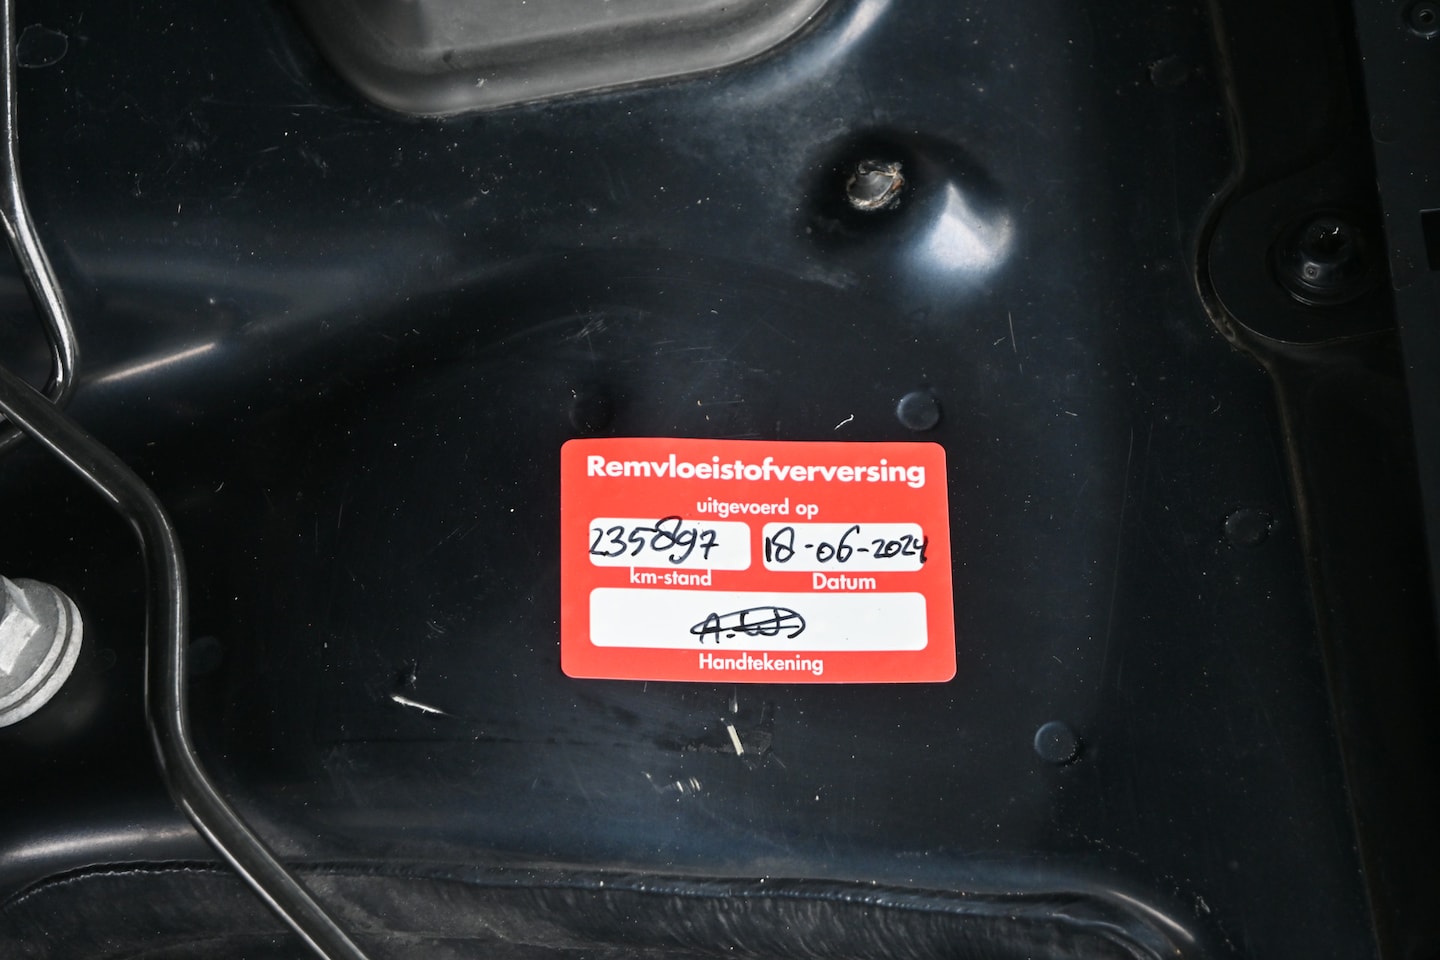 Remvloeistofverversing
uitgevoerd op
235897 18-06-2024
km-stand Datum
A.W.
Handtekening